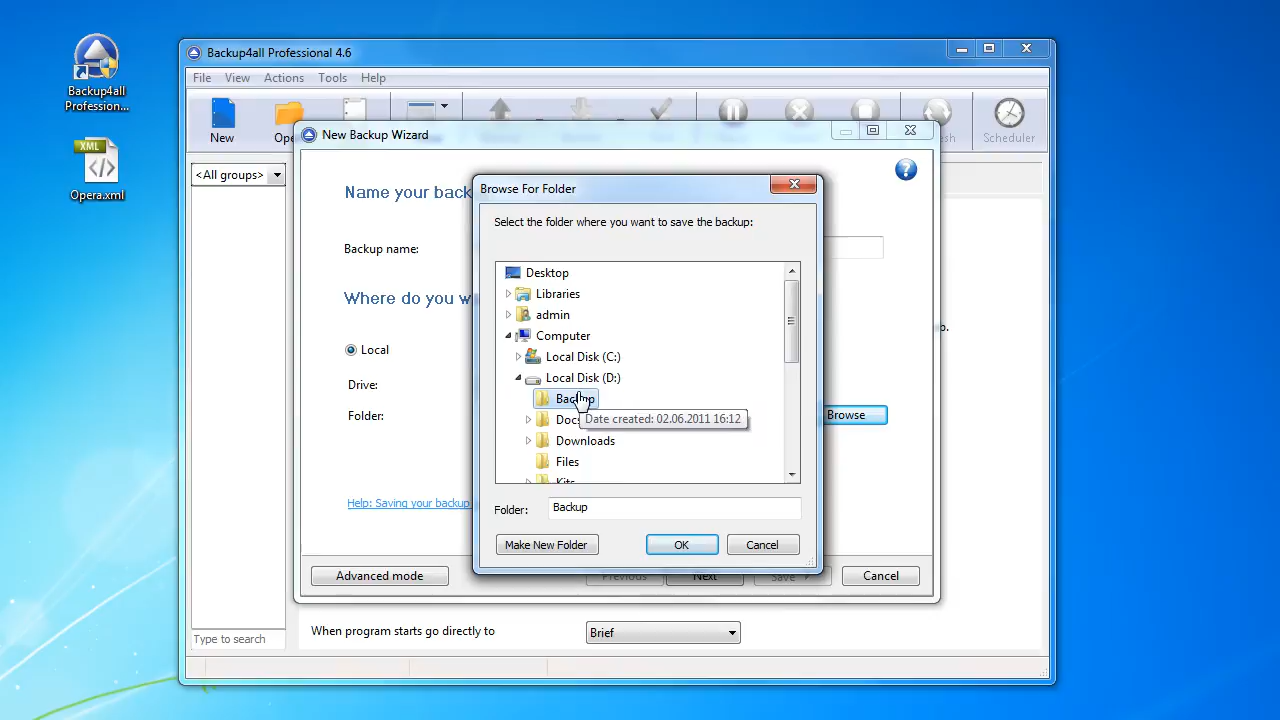 Backup4all
Profession...
XML
Opera.xml
Backup4all Professional 4.6
File View Actions Tools Help
New
Scheduler
<All groups>
Type to search
New Backup Wizard
Name your
Backup name:
Where do you
Local
Drive:
Folder:
Browse
Help: Saving your backup
Advanced mode
Previous
Next
Save
Cancel
When program starts go directly to
Brief
Browse For Folder
Select the folder where you want to save the backup:
Desktop
Libraries
admin
Computer
Local Disk (C:)
Local Disk (D:)
Backup
Date created: 02.06.2011 16:12
Downloads
Files
Kits
Folder:
Backup
Make New Folder
OK
Cancel